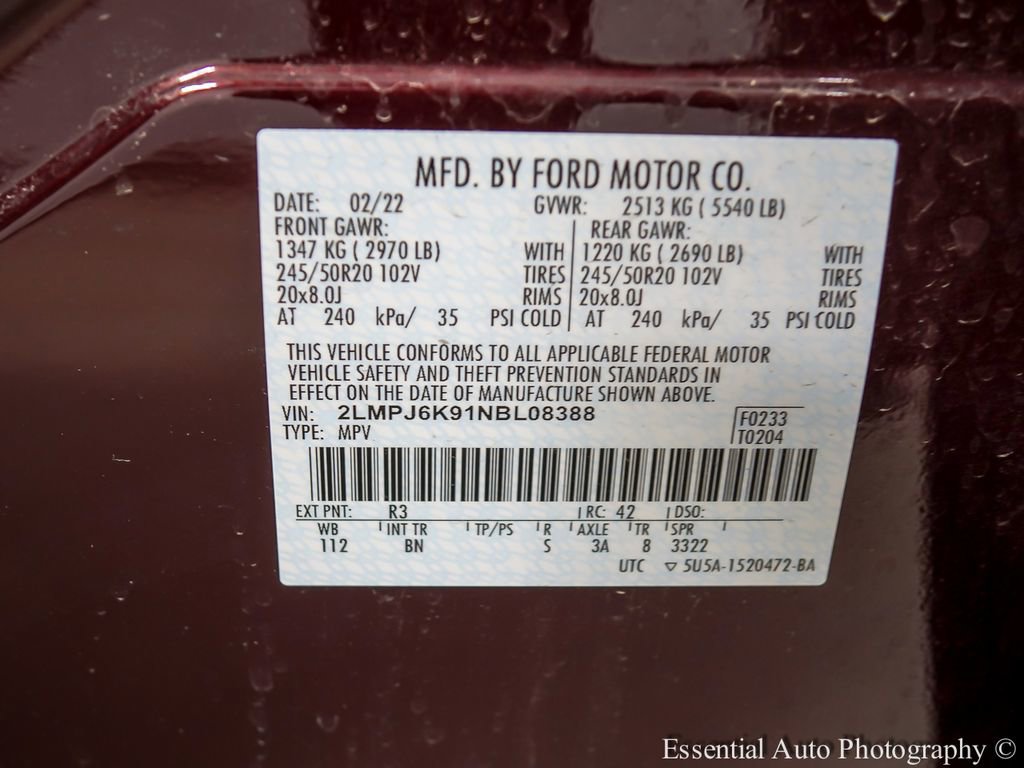 MFD. BY FORD MOTOR CO.
DATE: 02/22 GVWR: 2513 KG ( 5540 LB)
FRONT GAWR: REAR GAWR:
1347 KG ( 2970 LB) WITH 1220 KG ( 2690 LB) WITH
245/50R20 102V TIRES 245/50R20 102V TIRES
20x8.0J RIMS 20x8.0J RIMS
AT 240 kPa/ 35 PSI COLD AT 240 kPa/ 35 PSI COLD
THIS VEHICLE CONFORMS TO ALL APPLICABLE FEDERAL MOTOR
VEHICLE SAFETY AND THEFT PREVENTION STANDARDS IN
EFFECT ON THE DATE OF MANUFACTURE SHOWN ABOVE.
VIN: 2LMPJ6K91NBL08388 F0233
TYPE: MPV T0204
EXT PNT: R3 RC: 42 DSO:
WB INT TR TP/PS R AXLE TR SPR
112 BN S 3A 8 3322
UTC ▽ 5U5A-1520472-BA
Essential Auto Photography ©